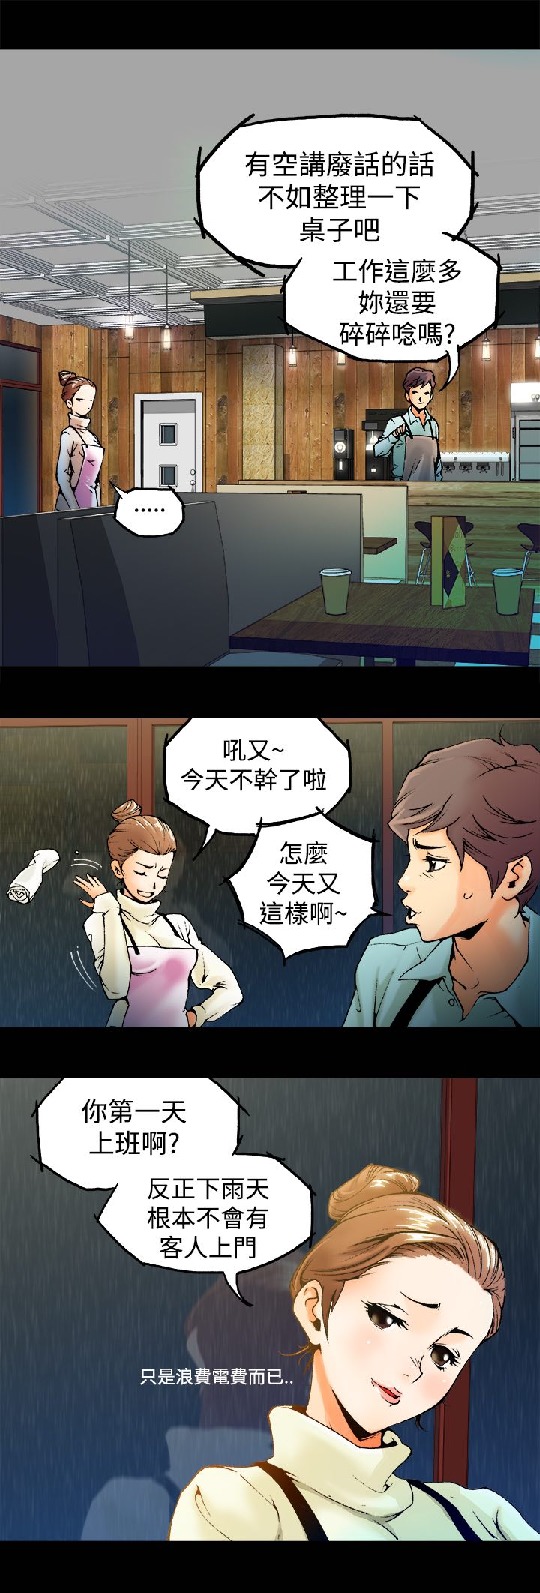 有空講廢話的話
不如整理一下
桌子吧
工作這麼多
妳還要
碎碎唸嗎?
.....
吼又~
今天不幹了啦
怎麼
今天又
這樣啊~
你第一天
上班啊?
反正下雨天
根本不會有
客人上門
只是浪費電費而已..